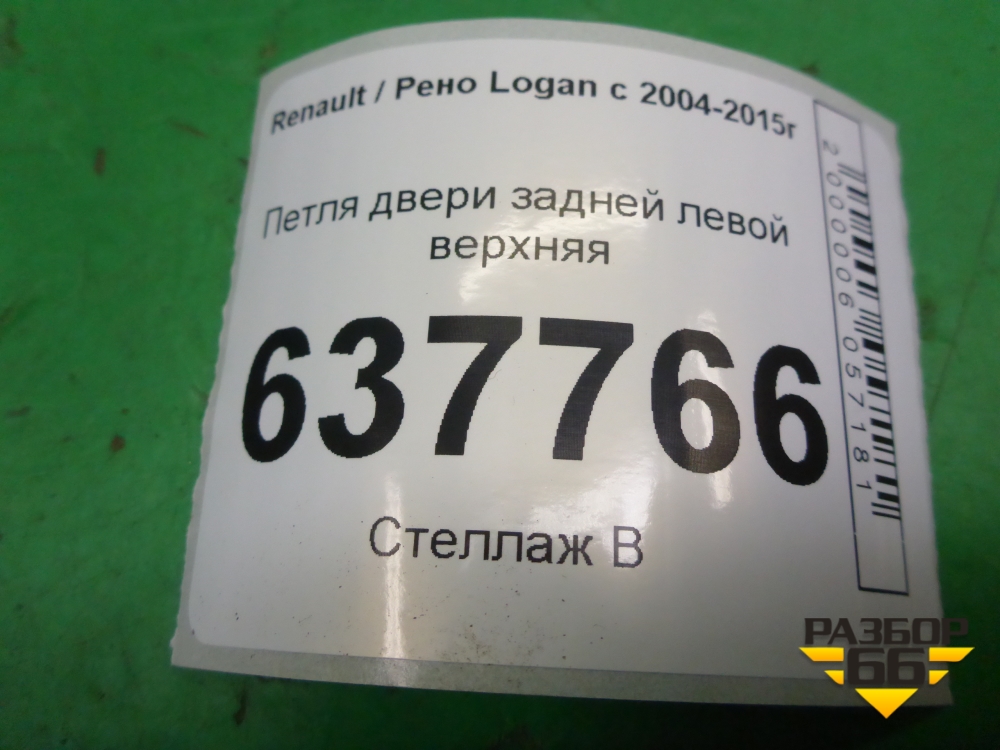 Renault / Рено Logan с 2004-2015г
Петля двери задней левой
верхняя
637766
Стеллаж В
2000006057181
РАЗБОР
66